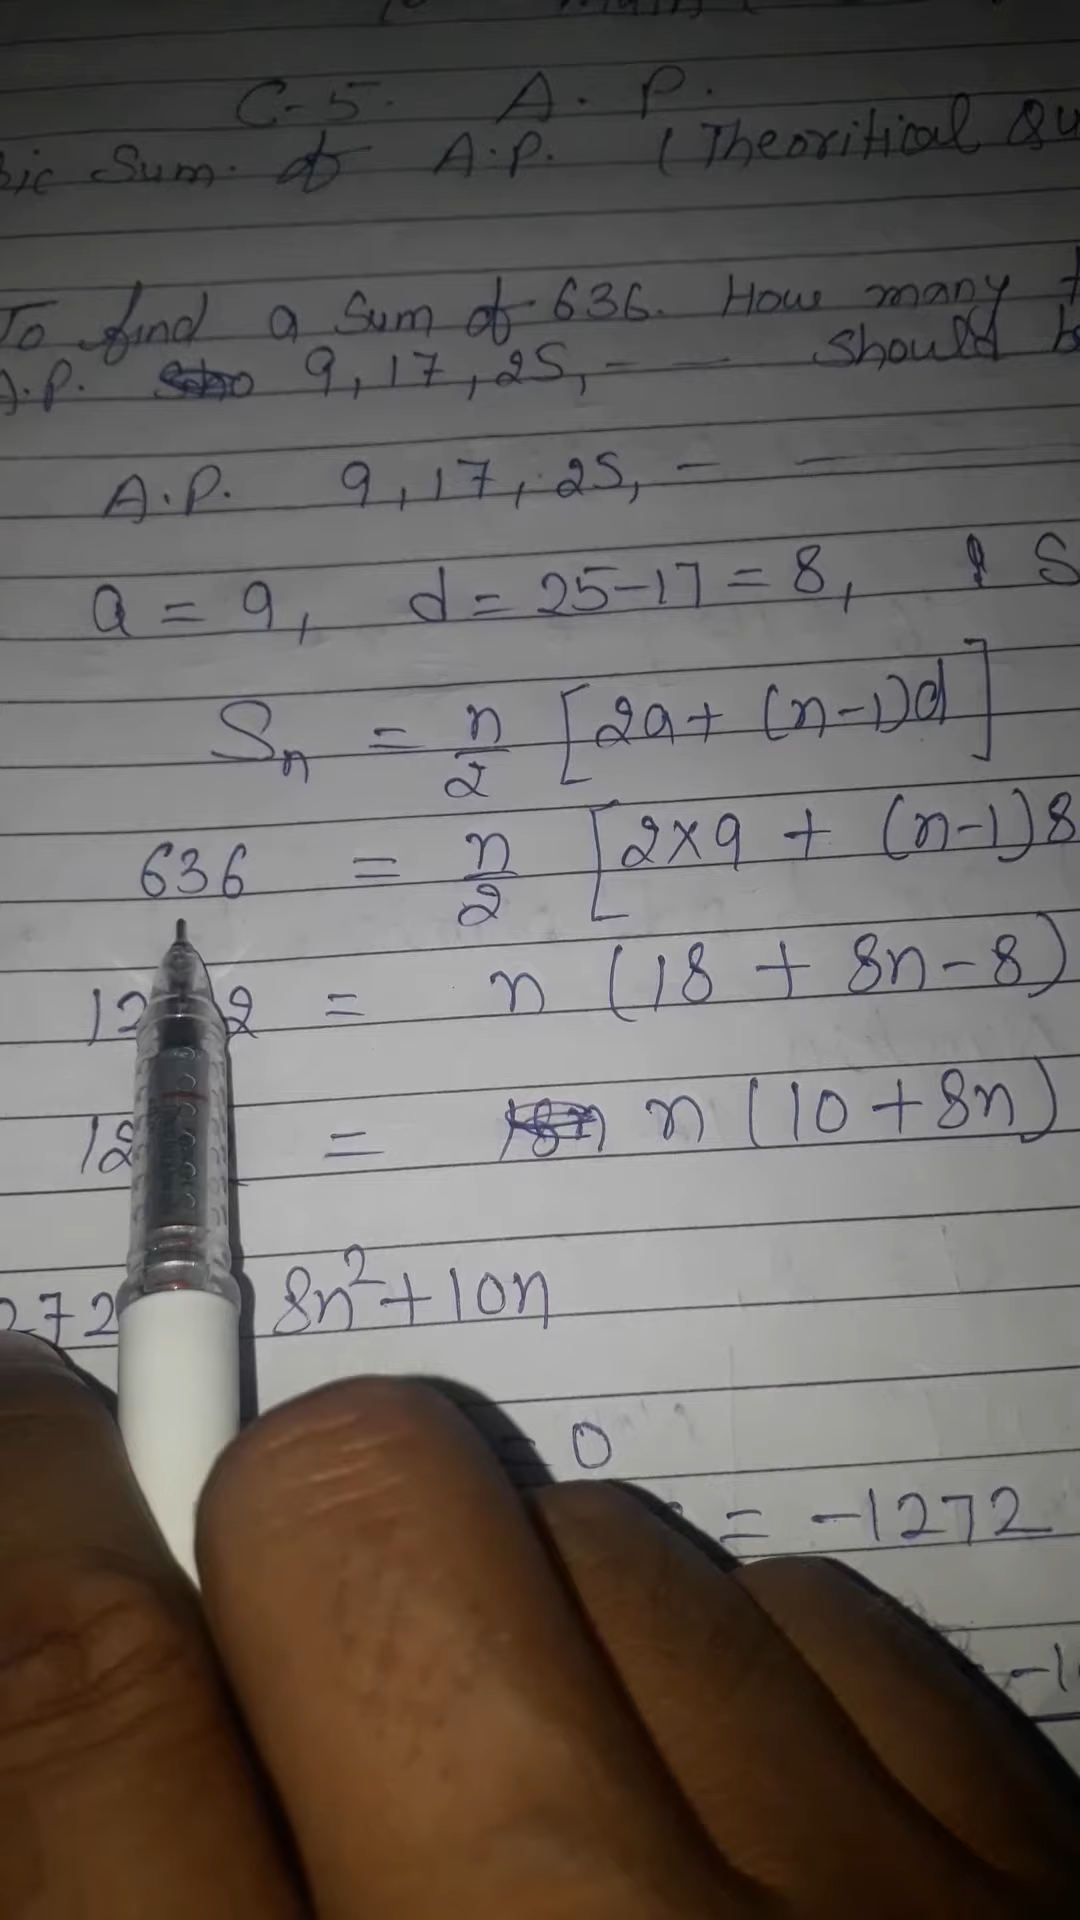 C-5. A.P.
Sum of A.P. (Theoritical
To find a Sum of 636. How many
A.P. 9, 17, 25, - — should
A.P. 9, 17, 25, - —
a = 9, d = 25-17 = 8, S
Sn = n/2 [2a + (n-1)d]
636 = n/2 [2×9 + (n-1)8
= n (18 + 8n - 8)
= n (10 + 8n)
272 8n² + 10n
= 0
= -1272